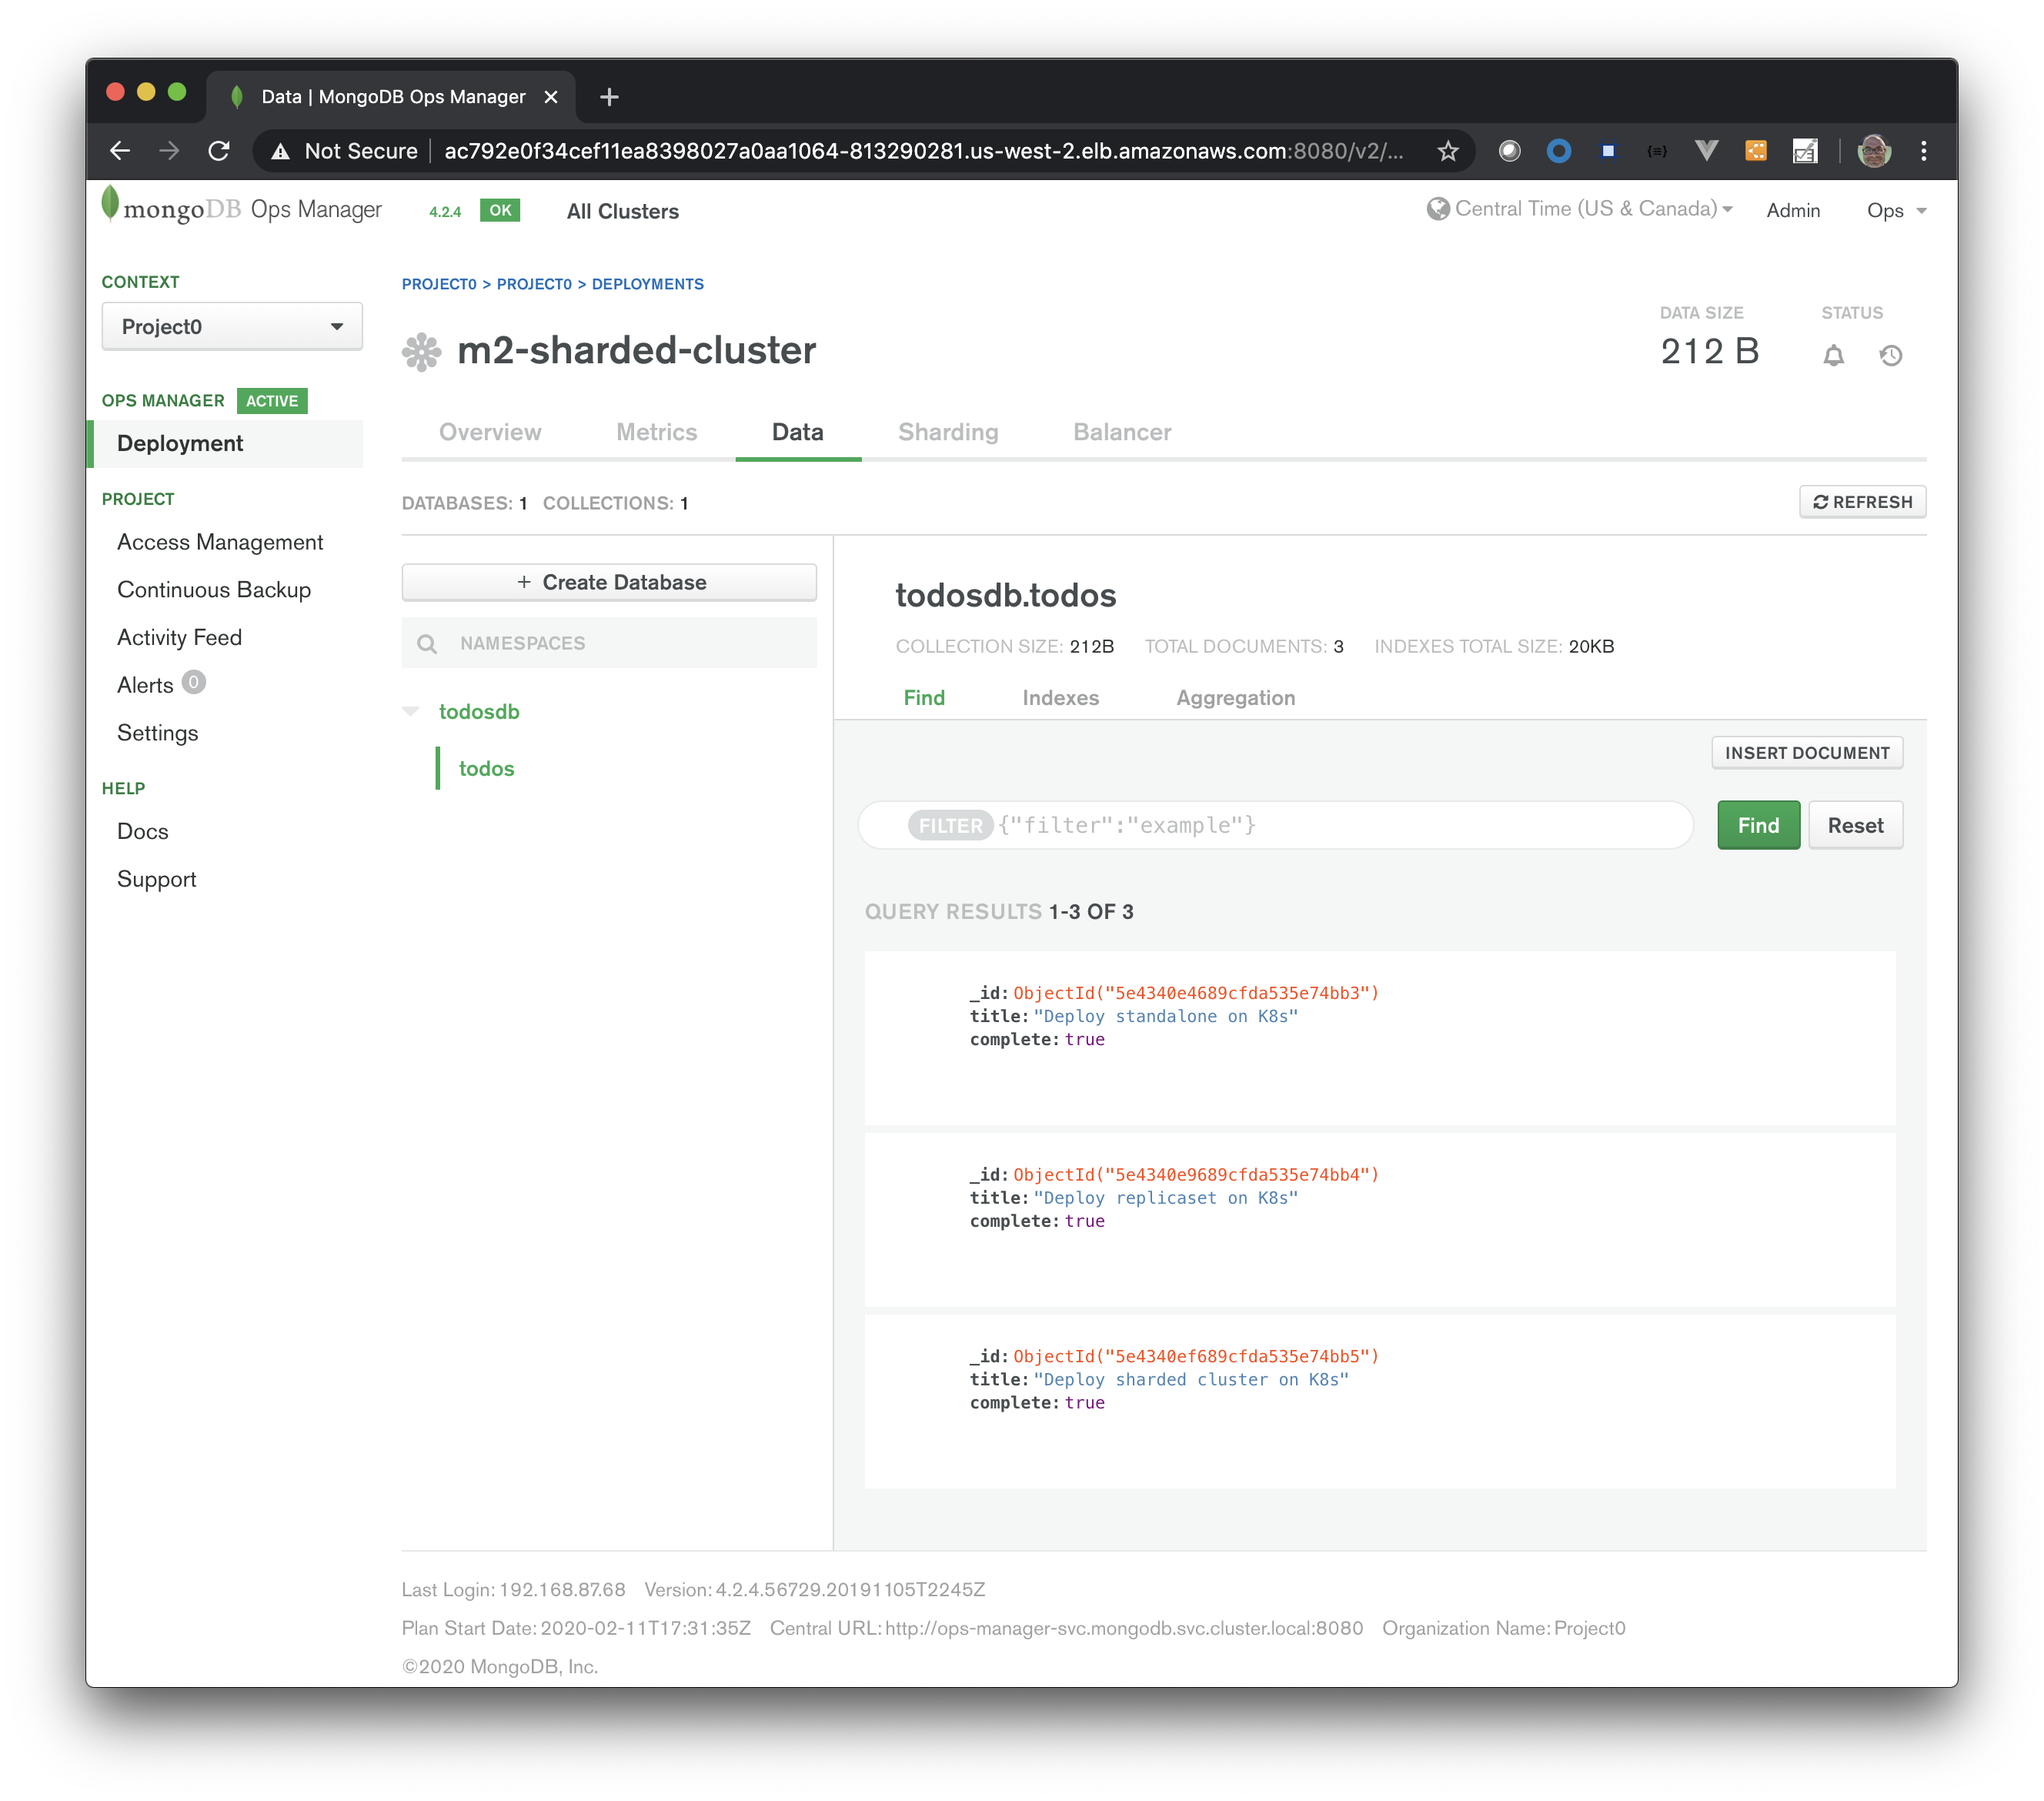 Data | MongoDB Ops Manager
Not Secure ac792e0f34cef11ea8398027a0aa1064-813290281.us-west-2.elb.amazonaws.com:8080/v2/...
mongoDB Ops Manager 4.2.4 OK All Clusters Central Time (US & Canada) Admin Ops
CONTEXT
Project0
OPS MANAGER ACTIVE
Deployment
PROJECT
Access Management
Continuous Backup
Activity Feed
Alerts 0
Settings
HELP
Docs
Support
PROJECT0 > PROJECT0 > DEPLOYMENTS
m2-sharded-cluster
DATA SIZE
212 B
STATUS
Overview Metrics Data Sharding Balancer
DATABASES: 1 COLLECTIONS: 1
REFRESH
+ Create Database
NAMESPACES
todosdb
todos
todosdb.todos
COLLECTION SIZE: 212B TOTAL DOCUMENTS: 3 INDEXES TOTAL SIZE: 20KB
Find Indexes Aggregation
INSERT DOCUMENT
FILTER {"filter":"example"} Find Reset
QUERY RESULTS 1-3 OF 3
_id: ObjectId("5e4340e4689cfda535e74bb3")
title: "Deploy standalone on K8s"
complete: true
_id: ObjectId("5e4340e9689cfda535e74bb4")
title: "Deploy replicaset on K8s"
complete: true
_id: ObjectId("5e4340ef689cfda535e74bb5")
title: "Deploy sharded cluster on K8s"
complete: true
Last Login: 192.168.87.68 Version: 4.2.4.56729.20191105T2245Z
Plan Start Date: 2020-02-11T17:31:35Z Central URL: http://ops-manager-svc.mongodb.svc.cluster.local:8080 Organization Name: Project0
©2020 MongoDB, Inc.